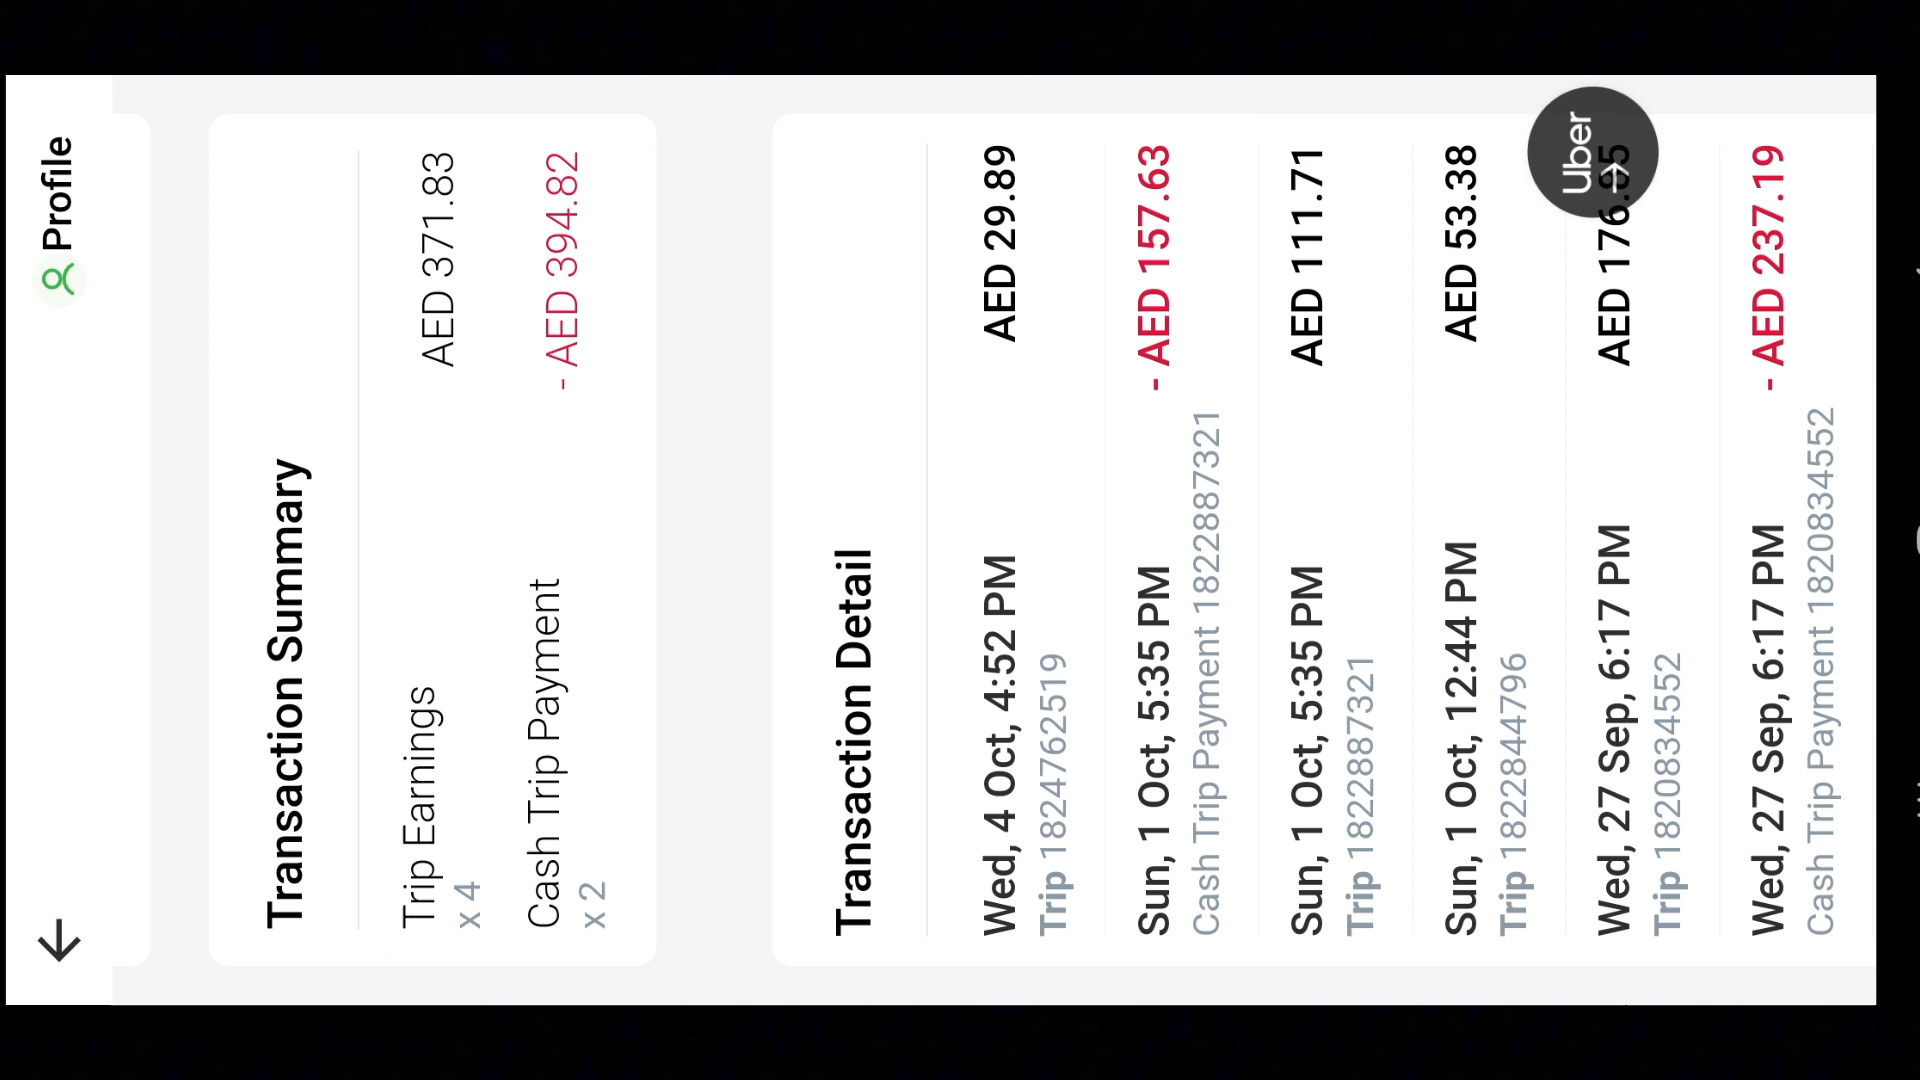 Profile
Transaction Summary
Trip Earnings AED 371.83
x 4
Cash Trip Payment - AED 394.82
x 2
Transaction Detail
Wed, 4 Oct, 4:52 PM AED 29.89
Trip 1824762519
Sun, 1 Oct, 5:35 PM - AED 157.63
Cash Trip Payment 1822887321
Sun, 1 Oct, 5:35 PM AED 111.71
Trip 1822887321
Sun, 1 Oct, 12:44 PM AED 53.38
Trip 1822844796
Uber
Wed, 27 Sep, 6:17 PM AED 176.85
Trip 1820834552
Wed, 27 Sep, 6:17 PM - AED 237.19
Cash Trip Payment 1820834552